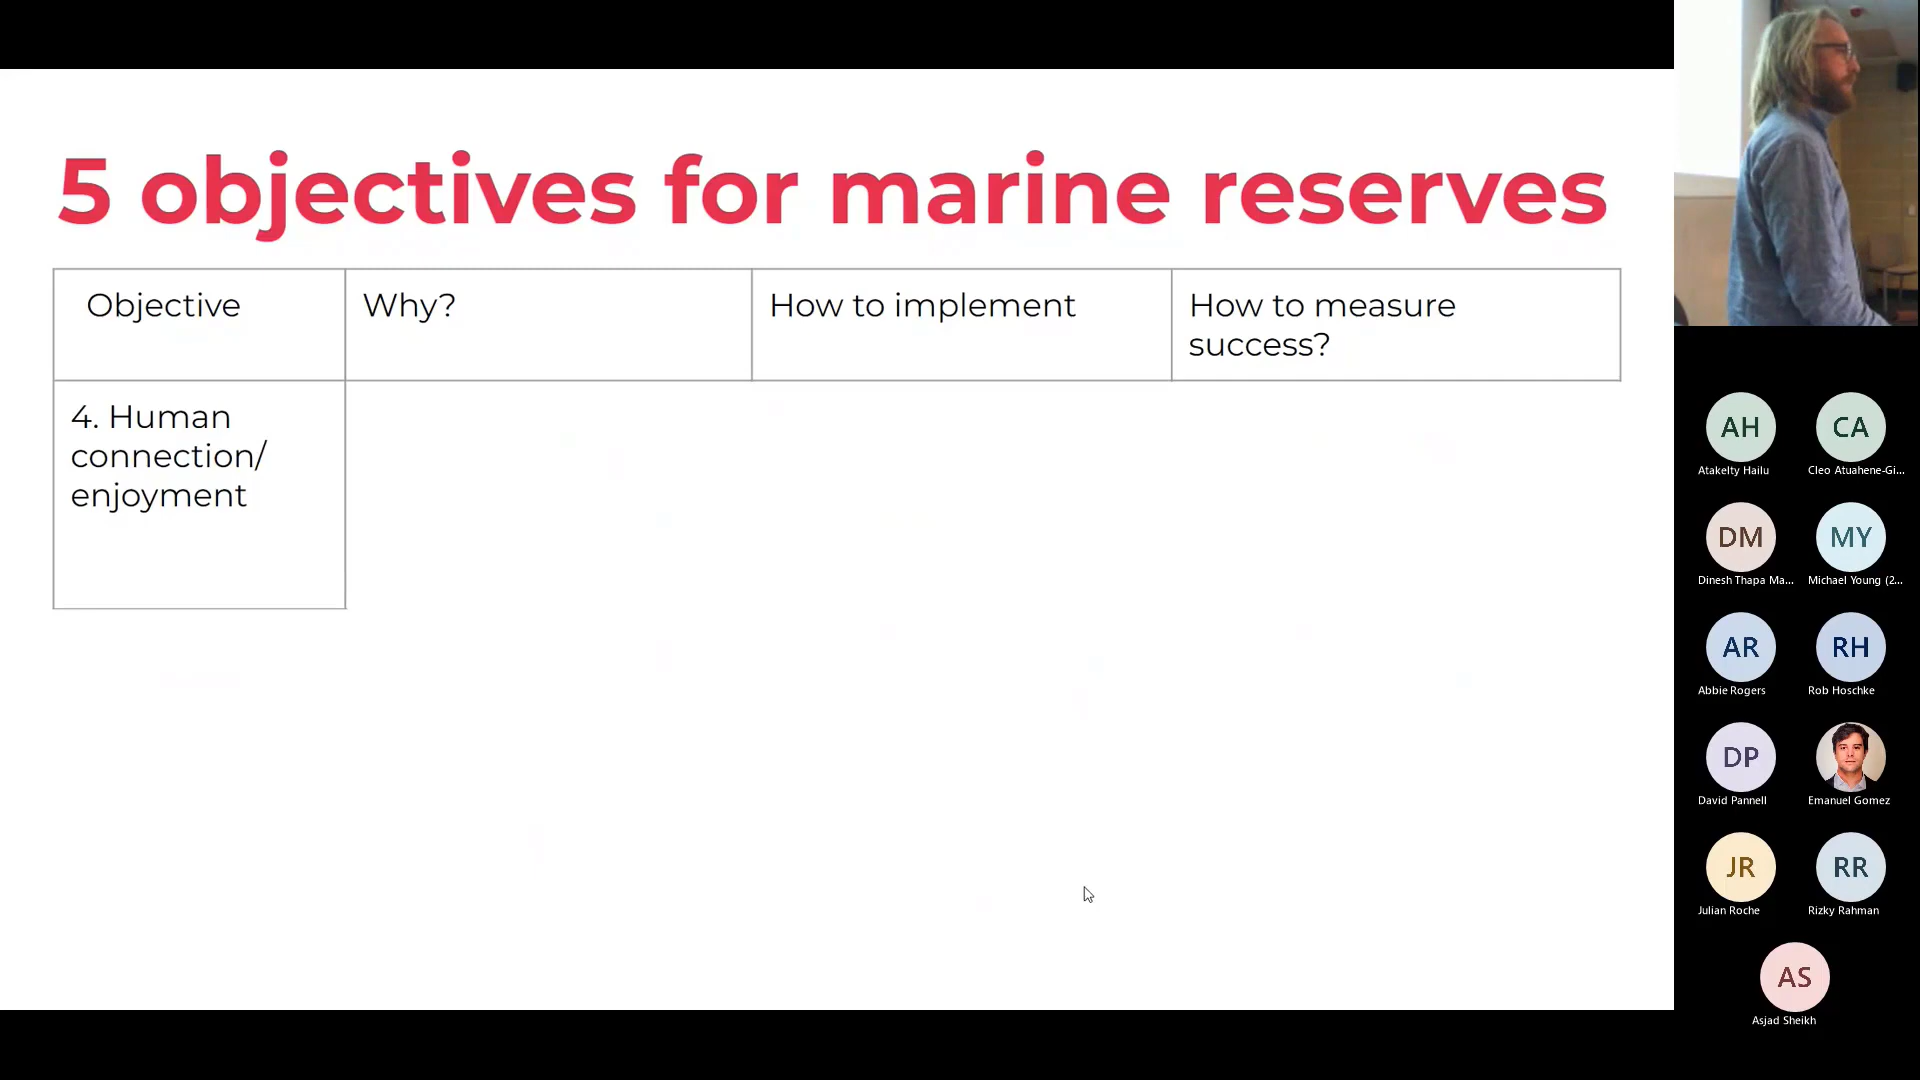 5 objectives for marine reserves
Objective
Why?
How to implement
How to measure
success?
4. Human
connection/
enjoyment
AH
Atakelty Hailu
CA
Cleo Atuahene-Gi...
DM
Dinesh Thapa Ma...
MY
Michael Young (2...
AR
Abbie Rogers
RH
Rob Hoschke
DP
David Pannell
Emanuel Gomez
JR
Julian Roche
RR
Rizky Rahman
AS
Asjad Sheikh